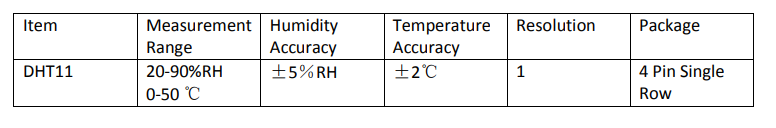 Item Measurement Range Humidity Accuracy Temperature Accuracy Resolution Package
DHT11 20-90%RH 0-50 ℃ ±5%RH ±2℃ 1 4 Pin Single Row